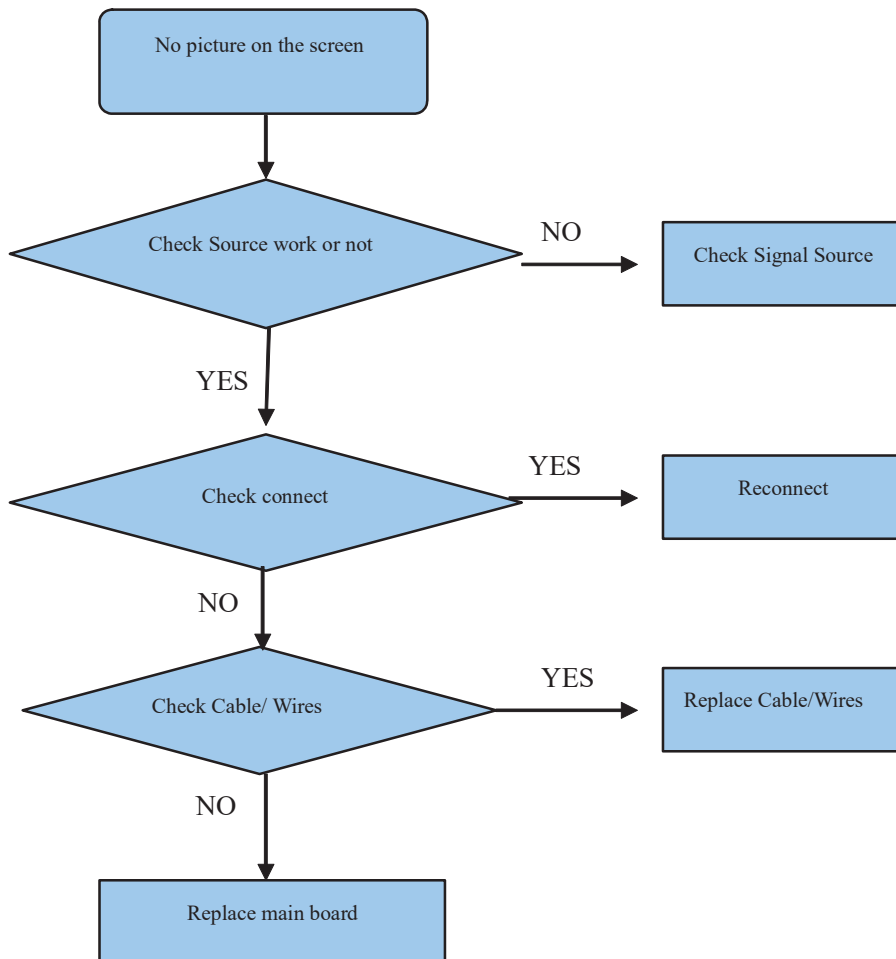 No picture on the screen
Check Source work or not
NO
Check Signal Source
YES
Check connect
YES
Reconnect
NO
Check Cable/ Wires
YES
Replace Cable/Wires
NO
Replace main board